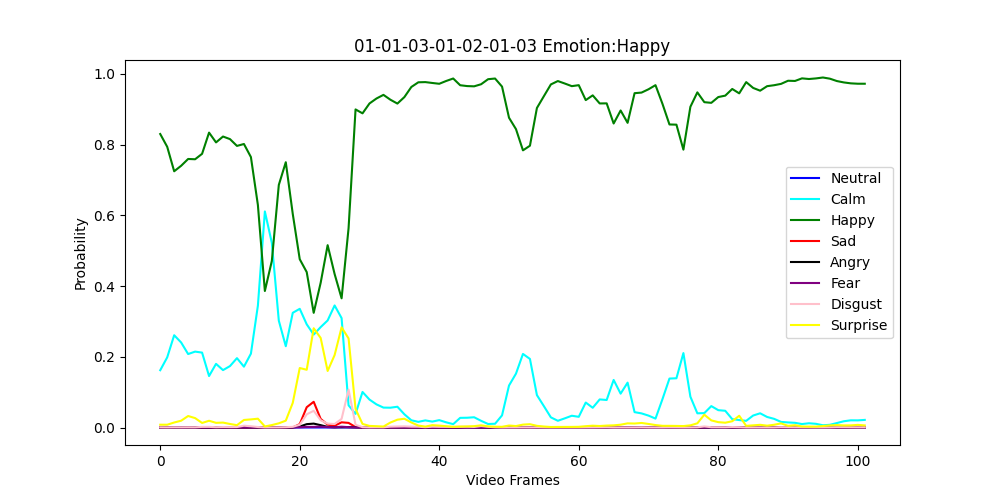 01-01-03-01-02-01-03 Emotion:Happy
Probability
1.0
0.8
0.6
0.4
0.2
0.0
0
20
40
60
80
100
Video Frames
Neutral
Calm
Happy
Sad
Angry
Fear
Disgust
Surprise